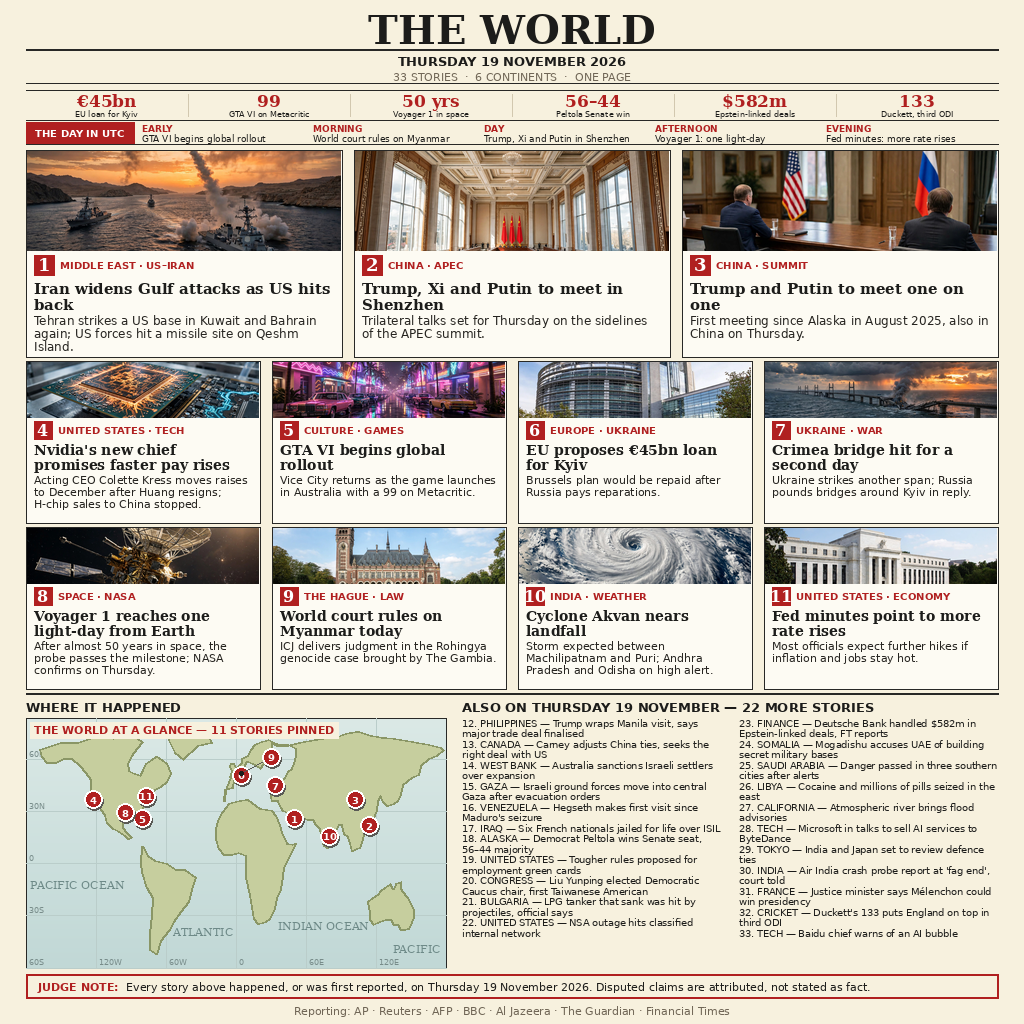 THE WORLD
THURSDAY 19 NOVEMBER 2026
33 STORIES · 6 CONTINENTS · ONE PAGE
€45bn
EU loan for Kyiv
99
GTA VI on Metacritic
50 yrs
Voyager 1 in space
56–44
Peltola Senate win
$582m
Epstein-linked deals
133
Duckett, third ODI
THE DAY IN UTC
EARLY
GTA VI begins global rollout
MORNING
World court rules on Myanmar
DAY
Trump, Xi and Putin in Shenzhen
AFTERNOON
Voyager 1: one light-day
EVENING
Fed minutes: more rate rises
1 MIDDLE EAST · US–IRAN
Iran widens Gulf attacks as US hits
back
Tehran strikes a US base in Kuwait and Bahrain
again; US forces hit a missile site on Qeshm
Island.
2 CHINA · APEC
Trump, Xi and Putin to meet in
Shenzhen
Trilateral talks set for Thursday on the sidelines
of the APEC summit.
3 CHINA · SUMMIT
Trump and Putin to meet one on
one
First meeting since Alaska in August 2025, also in
China on Thursday.
4 UNITED STATES · TECH
Nvidia's new chief
promises faster pay rises
Acting CEO Colette Kress moves raises
to December after Huang resigns;
H-chip sales to China stopped.
5 CULTURE · GAMES
GTA VI begins global
rollout
Vice City returns as the game launches
in Australia with a 99 on Metacritic.
6 EUROPE · UKRAINE
EU proposes €45bn loan
for Kyiv
Brussels plan would be repaid after
Russia pays reparations.
7 UKRAINE · WAR
Crimea bridge hit for a
second day
Ukraine strikes another span; Russia
pounds bridges around Kyiv in reply.
8 SPACE · NASA
Voyager 1 reaches one
light-day from Earth
After almost 50 years in space, the
probe passes the milestone; NASA
confirms on Thursday.
9 THE HAGUE · LAW
World court rules on
Myanmar today
ICJ delivers judgment in the Rohingya
genocide case brought by The Gambia.
10 INDIA · WEATHER
Cyclone Akvan nears
landfall
Storm expected between
Machilipatnam and Puri; Andhra
Pradesh and Odisha on high alert.
11 UNITED STATES · ECONOMY
Fed minutes point to more
rate rises
Most officials expect further hikes if
inflation and jobs stay hot.
WHERE IT HAPPENED
THE WORLD AT A GLANCE — 11 STORIES PINNED
60
9
7
4
11
3
30N
8
5
1
2
10
0
PACIFIC OCEAN
30S
ATLANTIC
INDIAN OCEAN
PACIFIC
60S
120W
60W
0
60E
120E
ALSO ON THURSDAY 19 NOVEMBER — 22 MORE STORIES
12. PHILIPPINES — Trump wraps Manila visit, says
major trade deal finalised
13. CANADA — Carney adjusts China ties, seeks the
right deal with US
14. WEST BANK — Australia sanctions Israeli settlers
over expansion
15. GAZA — Israeli ground forces move into central
Gaza after evacuation orders
16. VENEZUELA — Hegseth makes first visit since
Maduro's seizure
17. IRAQ — Six French nationals jailed for life over ISIL
18. ALASKA — Democrat Peltola wins Senate seat,
56–44 majority
19. UNITED STATES — Tougher rules proposed for
employment green cards
20. CONGRESS — Liu Yunping elected Democratic
Caucus chair, first Taiwanese American
21. BULGARIA — LPG tanker that sank was hit by
projectiles, official says
22. UNITED STATES — NSA outage hits classified
internal network
23. FINANCE — Deutsche Bank handled $582m in
Epstein-linked deals, FT reports
24. SOMALIA — Mogadishu accuses UAE of building
secret military bases
25. SAUDI ARABIA — Danger passed in three southern
cities after alerts
26. LIBYA — Cocaine and millions of pills seized in the
east
27. CALIFORNIA — Atmospheric river brings flood
advisories
28. TECH — Microsoft in talks to sell AI services to
ByteDance
29. TOKYO — India and Japan set to review defence
ties
30. INDIA — Air India crash probe report at 'fag end',
court told
31. FRANCE — Justice minister says Mélenchon could
win presidency
32. CRICKET — Duckett's 133 puts England on top in
third ODI
33. TECH — Baidu chief warns of an AI bubble
JUDGE NOTE: Every story above happened, or was first reported, on Thursday 19 November 2026. Disputed claims are attributed, not stated as fact.
Reporting: AP · Reuters · AFP · BBC · Al Jazeera · The Guardian · Financial Times